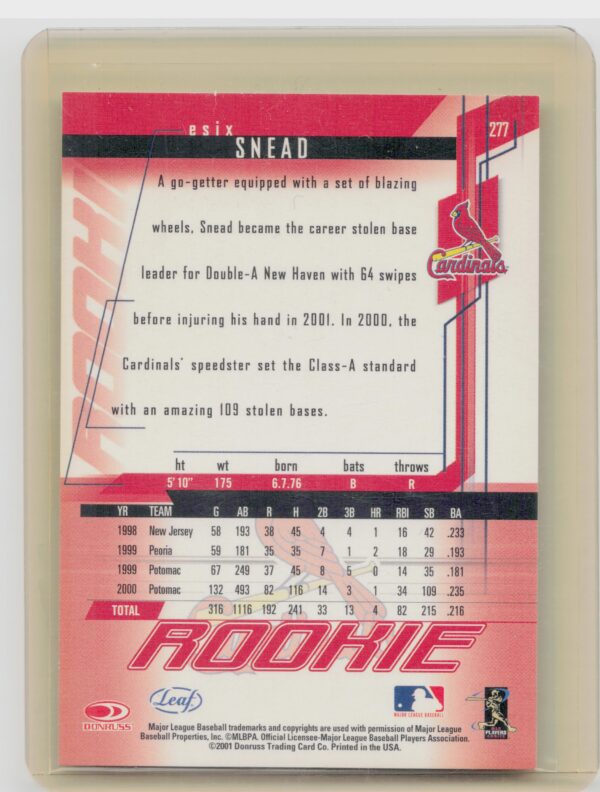 277
esix
SNEAD
ROOKIE
Cardinals
A go-getter equipped with a set of blazing
wheels, Snead became the career stolen base
leader for Double-A New Haven with 64 swipes
before injuring his hand in 2001. In 2000, the
Cardinals' speedster set the Class-A standard
with an amazing 109 stolen bases.
ht wt born bats throws
5'10" 175 6.7.76 B R
YR TEAM G AB R H 2B 3B HR RBI SB BA
1998 New Jersey 58 193 38 45 4 4 1 16 42 .233
1999 Peoria 59 181 35 35 7 1 2 18 29 .193
1999 Potomac 67 249 37 45 8 5 0 14 35 .181
2000 Potomac 132 493 82 116 14 3 1 34 109 .235
TOTAL 316 1116 192 241 33 13 4 82 215 .216
ROOKIE
DONRUSS
Leaf
MAJOR LEAGUE BASEBALL
PLAYERS
Major League Baseball trademarks and copyrights are used with permission of Major League
Baseball Properties, Inc. ©MLBPA. Official Licensee-Major League Baseball Players Association.
©2001 Donruss Trading Card Co. Printed in the USA.